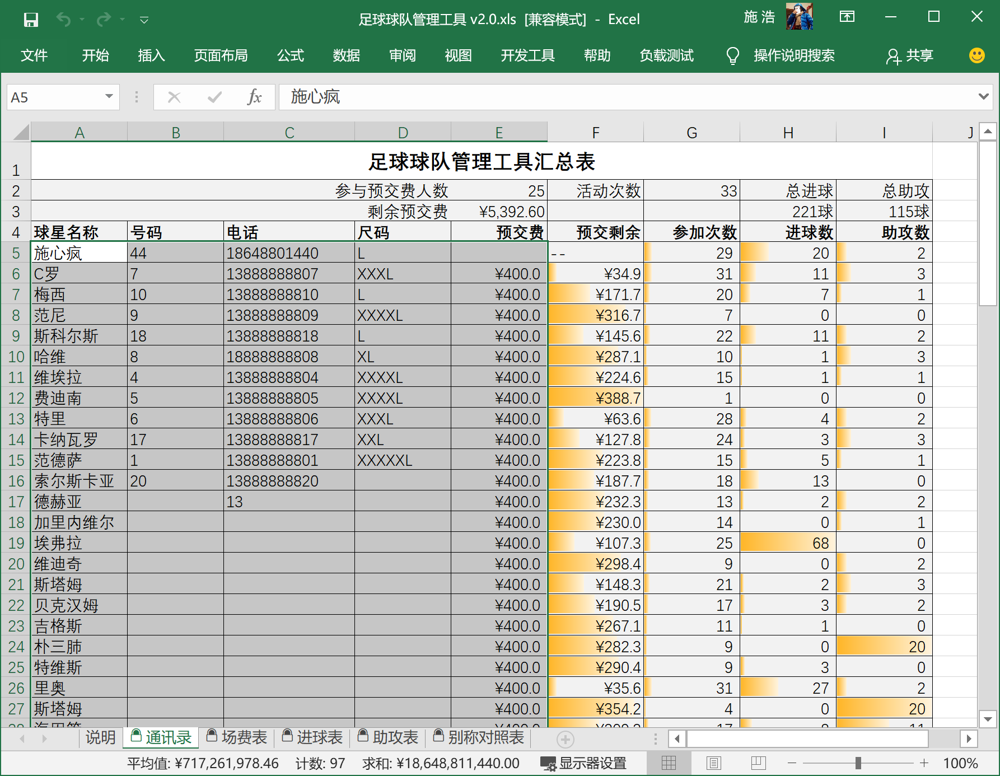 足球球队管理工具 v2.0.xls [兼容模式] - Excel 施 浩
文件 开始 插入 页面布局 公式 数据 审阅 视图 开发工具 帮助 负载测试 操作说明搜索 共享
A5 fx 施心疯
A B C D E F G H I J
1 足球球队管理工具汇总表
2 参与预交费人数 25 活动次数 33 总进球 总助攻
3 剩余预交费 ¥5,392.60 221球 115球
4 球星名称 号码 电话 尺码 预交费 预交剩余 参加次数 进球数 助攻数
5 施心疯 44 18648801440 L -- 29 20 2
6 C罗 7 13888888807 XXXL ¥400.0 ¥34.9 31 11 3
7 梅西 10 13888888810 L ¥400.0 ¥171.7 20 7 1
8 范尼 9 13888888809 XXXXL ¥400.0 ¥316.7 7 0 0
9 斯科尔斯 18 13888888818 L ¥400.0 ¥145.6 22 11 2
10 哈维 8 18888888808 XL ¥400.0 ¥287.1 10 1 3
11 维埃拉 4 13888888804 XXXXL ¥400.0 ¥224.6 15 1 1
12 费迪南 5 13888888805 XXXXL ¥400.0 ¥388.7 1 0 0
13 特里 6 13888888806 XXXL ¥400.0 ¥63.6 28 4 2
14 卡纳瓦罗 17 13888888817 XXL ¥400.0 ¥127.8 24 3 3
15 范德萨 1 13888888801 XXXXXL ¥400.0 ¥223.8 15 5 1
16 索尔斯卡亚 20 13888888820 ¥400.0 ¥187.7 18 13 0
17 德赫亚 13 ¥400.0 ¥232.3 13 2 2
18 加里内维尔 ¥400.0 ¥230.0 14 0 1
19 埃弗拉 ¥400.0 ¥107.3 25 68 0
20 维迪奇 ¥400.0 ¥298.4 9 0 2
21 斯塔姆 ¥400.0 ¥148.3 21 2 3
22 贝克汉姆 ¥400.0 ¥190.5 17 3 2
23 吉格斯 ¥400.0 ¥267.1 11 1 0
24 朴三肺 ¥400.0 ¥282.3 9 0 20
25 特维斯 ¥400.0 ¥290.4 9 3 0
26 里奥 ¥400.0 ¥35.6 31 27 2
27 斯塔姆 ¥400.0 ¥354.2 4 0 20
说明 通讯录 场费表 进球表 助攻表 别称对照表
平均值: ¥717,261,978.46 计数: 97 求和: ¥18,648,811,440.00 显示器设置 100%